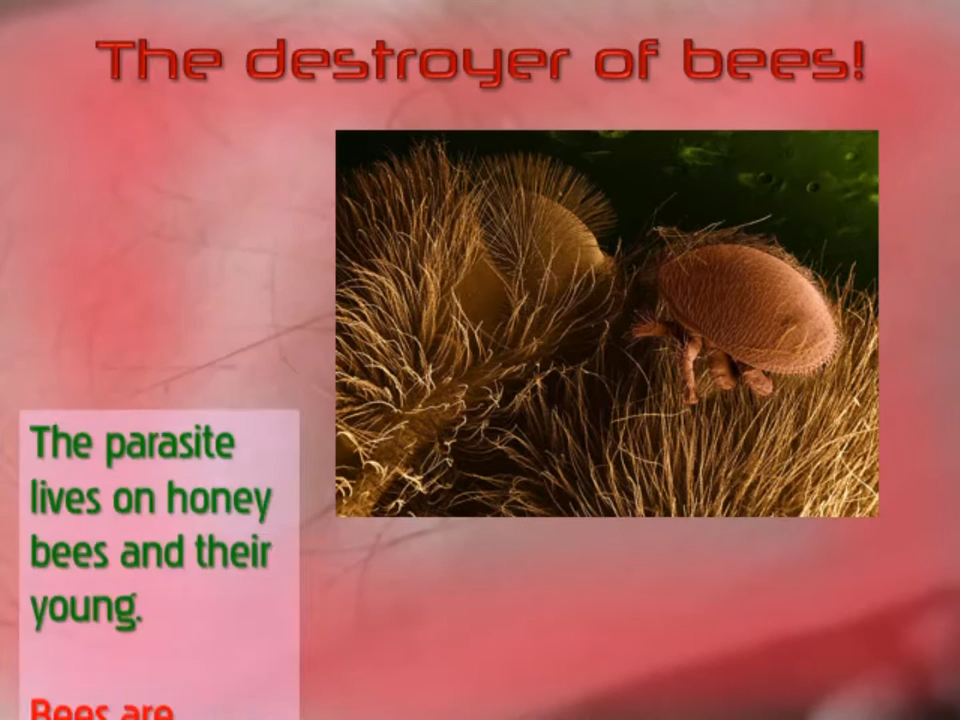 The destroyer of bees!
The parasite
lives on honey
bees and their
young.
Bees are